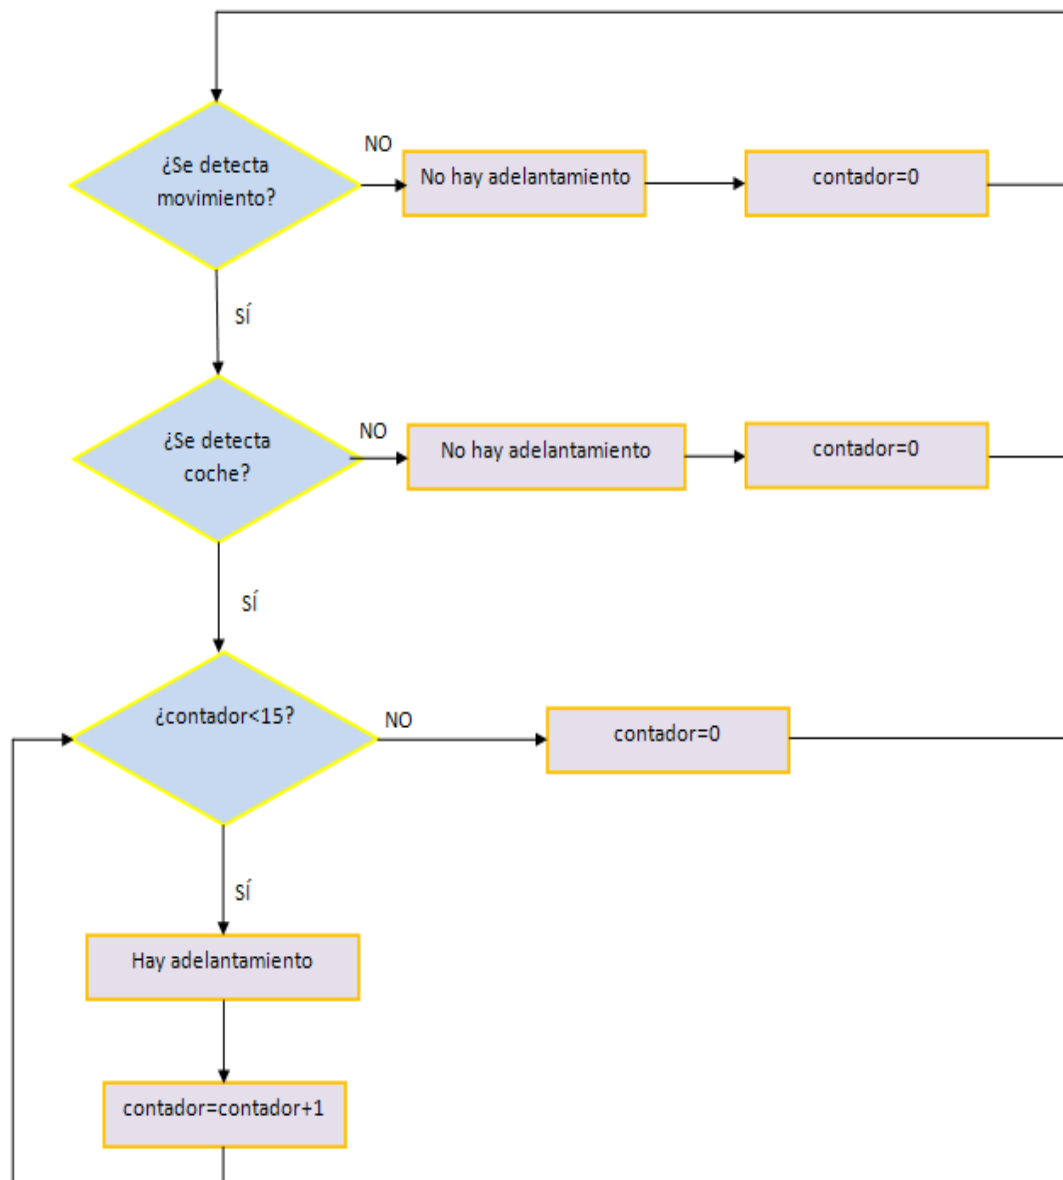 ¿Se detecta
movimiento?
NO
No hay adelantamiento
contador=0
SÍ
¿Se detecta
coche?
NO
No hay adelantamiento
contador=0
SÍ
¿contador<15?
NO
contador=0
SÍ
Hay adelantamiento
contador=contador+1